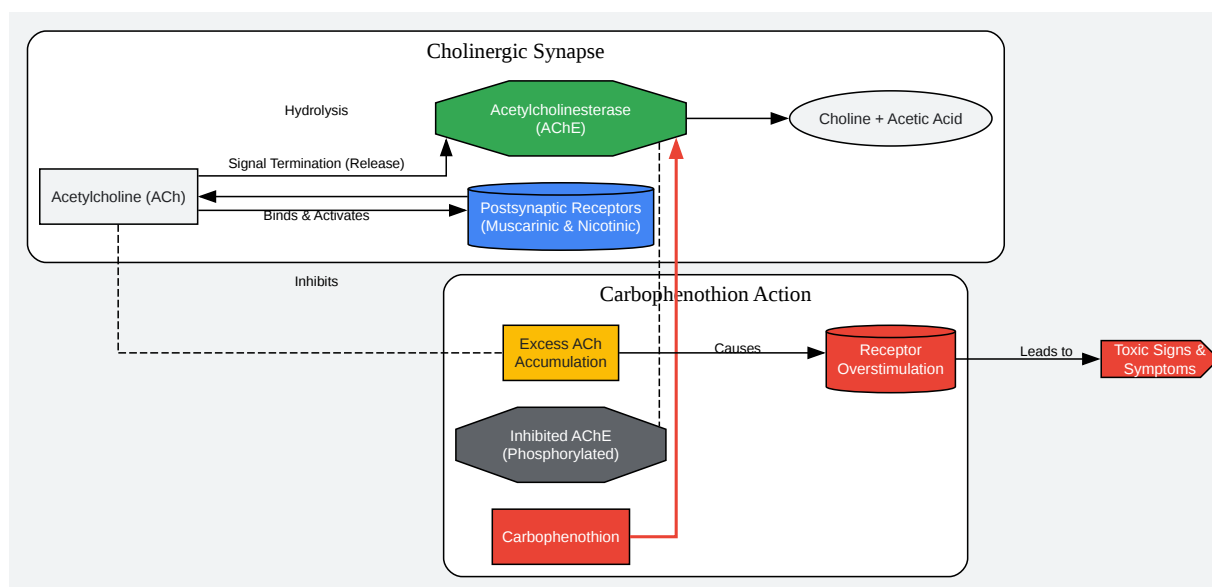 Cholinergic Synapse
Hydrolysis
Acetylcholinesterase
(AChE)
Choline + Acetic Acid
Signal Termination (Release)
Acetylcholine (ACh)
Binds & Activates
Postsynaptic Receptors
(Muscarinic & Nicotinic)
Inhibits
Carbophenothion Action
Excess ACh
Accumulation
Causes
Receptor
Overstimulation
Leads to
Toxic Signs &
Symptoms
Inhibited AChE
(Phosphorylated)
Carbophenothion